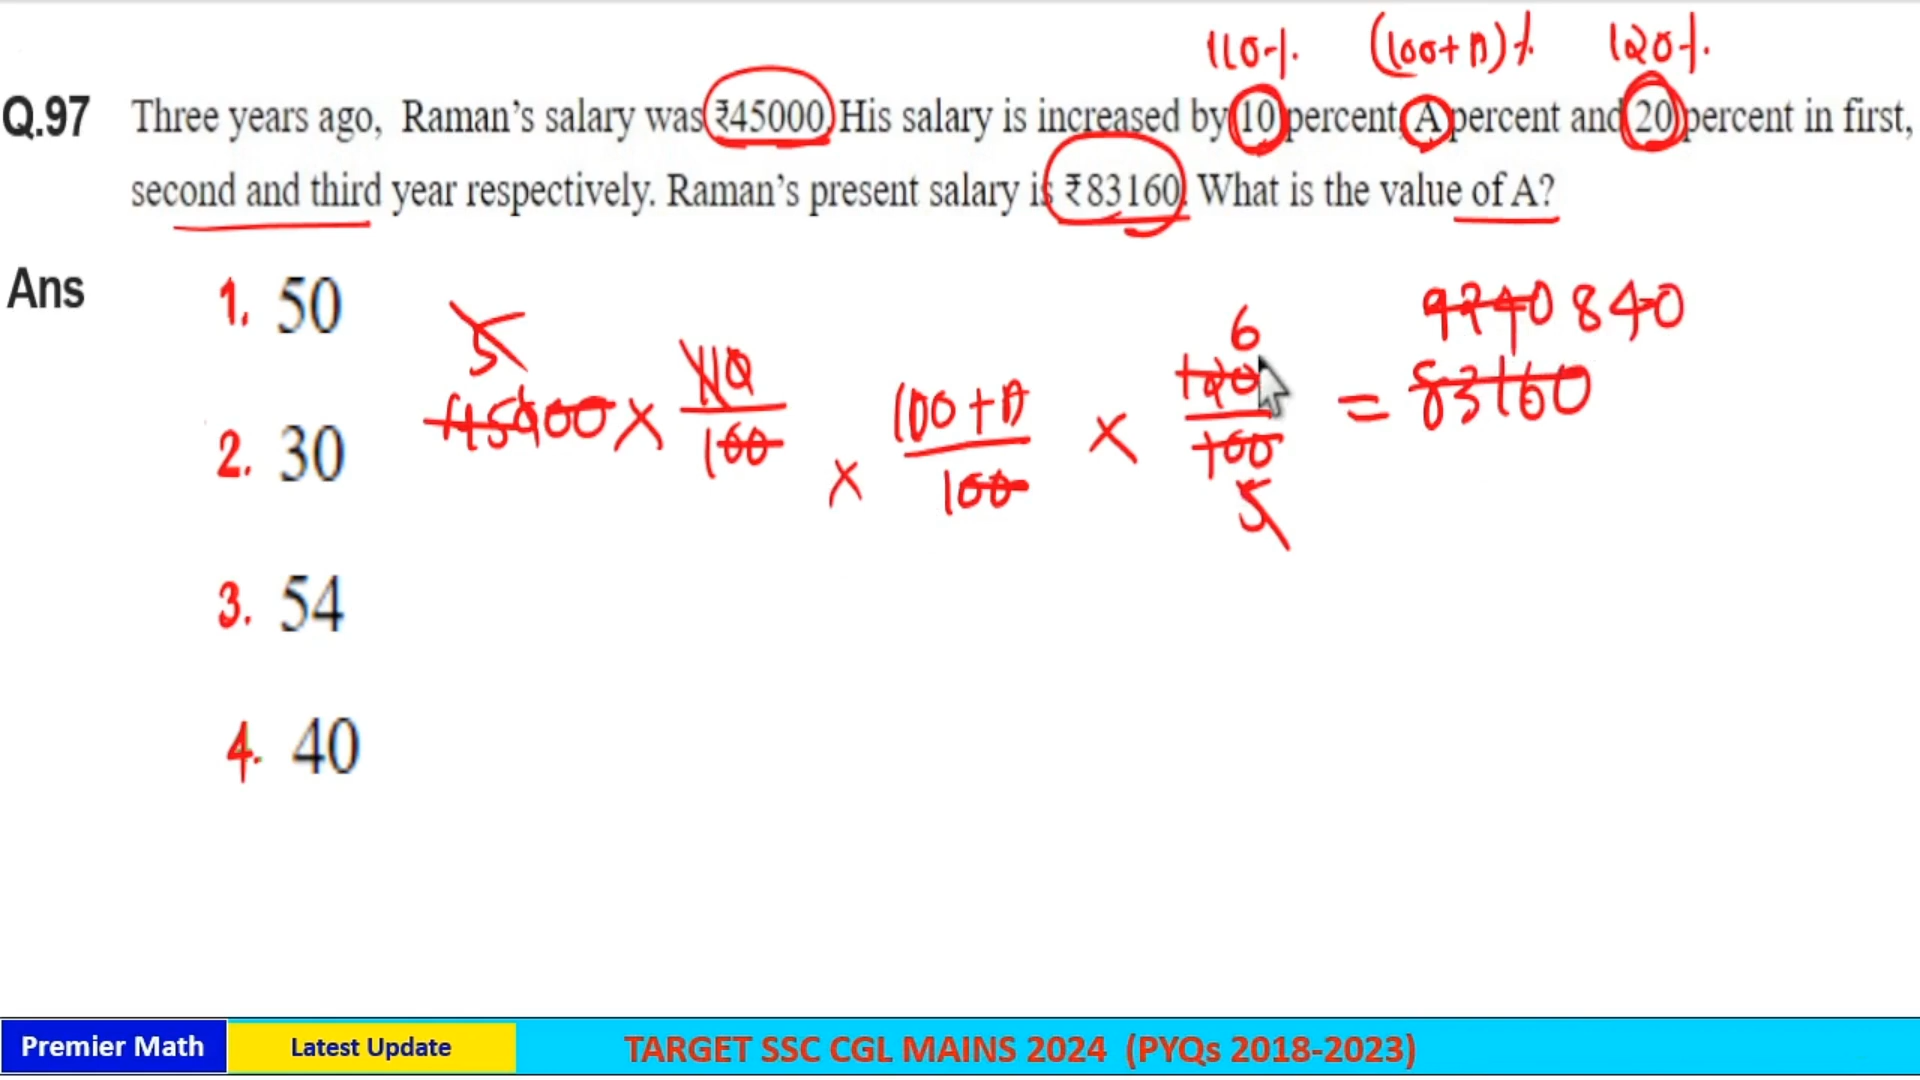 110% (100+A)% 120%
Q.97 Three years ago, Raman's salary was ₹45000. His salary is increased by 10 percent, A percent and 20 percent in first,
second and third year respectively. Raman's present salary is ₹83160. What is the value of A?
Ans 1. 50
2. 30
3. 54
4. 40
5 6 9240 840
45000 × 110/100 × 100+A/100 × 120/100 = 83160
5
Premier Math Latest Update TARGET SSC CGL MAINS 2024 (PYQs 2018-2023)